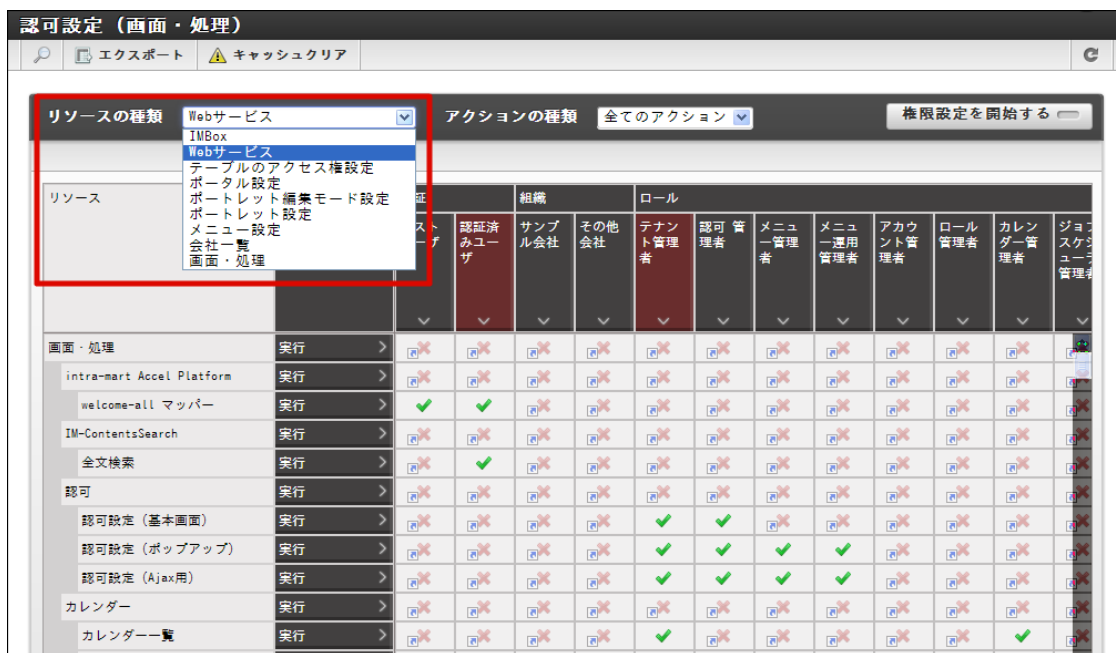 認可設定（画面・処理）
エクスポート キャッシュクリア
リソースの種類 Webサービス アクションの種類 全てのアクション 権限設定を開始する
IMBox
Webサービス
テーブルのアクセス権設定
ポータル設定
ポートレット編集モード設定
ポートレット設定
メニュー設定
会社一覧
画面・処理
リソース 組織 ロール
認証済みユーザ サンプル会社 その他会社 テナント管理者 認可 管理者 メニュー管理者 メニュー運用管理者 アカウント管理者 ロール管理者 カレンダー管理者
画面・処理 実行
intra-mart Accel Platform 実行
welcome-all マッパー 実行
IM-ContentsSearch 実行
全文検索 実行
認可 実行
認可設定（基本画面） 実行
認可設定（ポップアップ） 実行
認可設定（Ajax用） 実行
カレンダー 実行
カレンダー一覧 実行